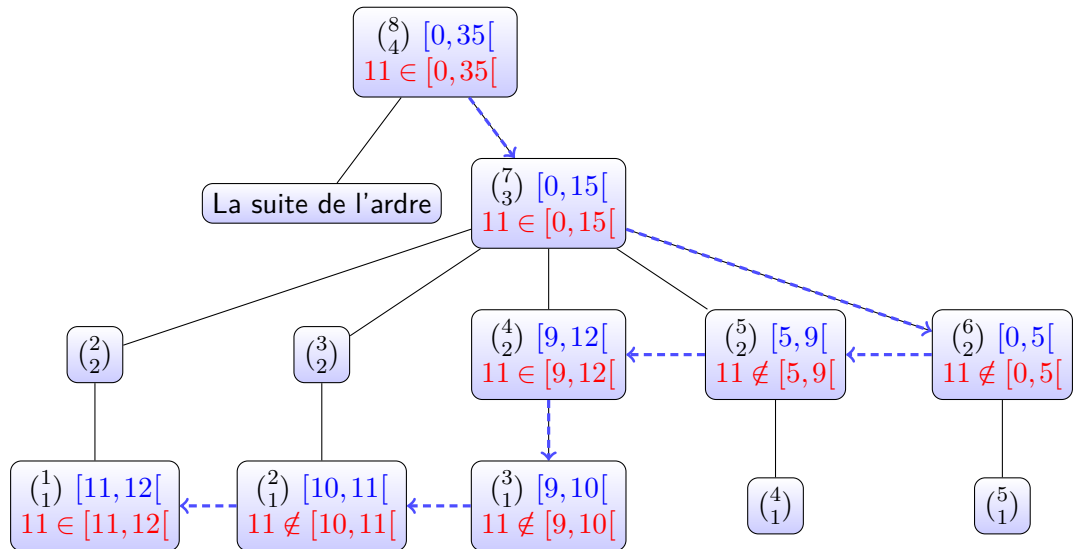 (8 4) [0, 35[
11 ∈ [0, 35[
La suite de l'ardre
(7 3) [0, 15[
11 ∈ [0, 15[
(2 2)
(3 2)
(4 2) [9, 12[
11 ∈ [9, 12[
(5 2) [5, 9[
11 ∉ [5, 9[
(6 2) [0, 5[
11 ∉ [0, 5[
(1 1) [11, 12[
11 ∈ [11, 12[
(2 1) [10, 11[
11 ∉ [10, 11[
(3 1) [9, 10[
11 ∉ [9, 10[
(4 1)
(5 1)